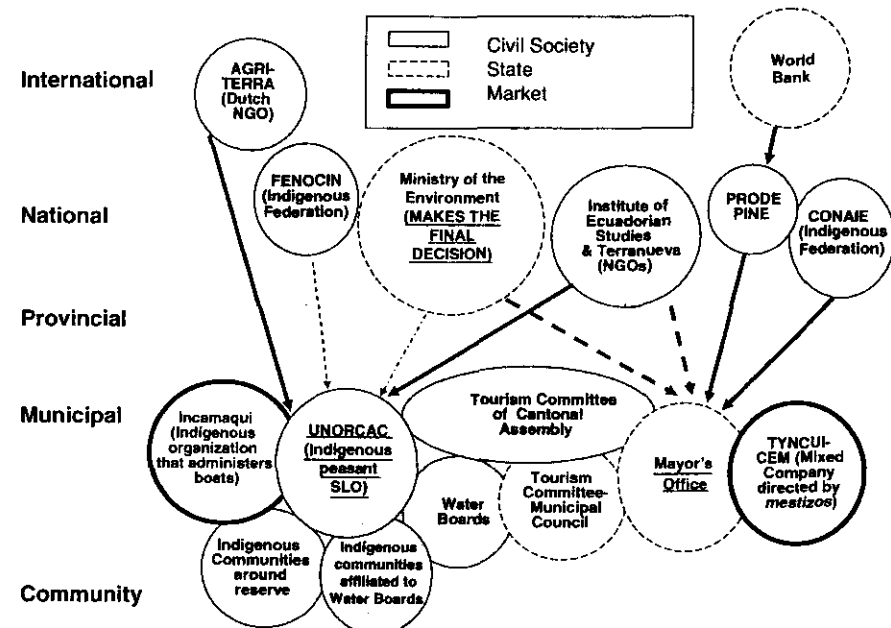 Civil Society
State
Market
International
AGRI-
TERRA
(Dutch
NGO)
World
Bank
National
FENOCIN
(Indigenous
Federation)
Ministry of the
Environment
(MAKES THE
FINAL
DECISION)
Institute of
Ecuadorian
Studies
& Terranueva
(NGOs)
PRODE
PINE
CONAIE
(Indigenous
Federation)
Provincial
Municipal
Incamaqui
(Indigenous
organization
that administers
boats)
UNORCAC
(Indigenous
peasant
SLO)
Tourism Committee
of Cantonal
Assembly
Water
Boards
Tourism
Committee-
Municipal
Council
Mayor's
Office
TYNCUI-
CEM (Mixed
Company
directed by
mestizos)
Community
Indigenous
Communities
around
reserve
Indigenous
communities
affiliated to
Water Boards